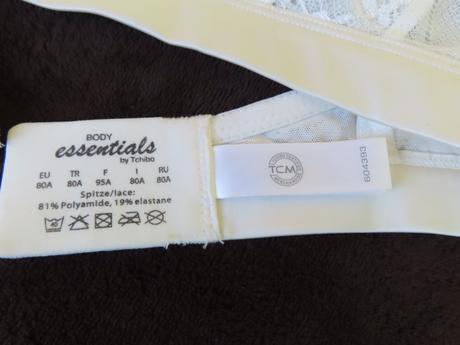 BODY
essentials
by Tchibo
EU TR F I RU
80A 80A 95A 80A 80A
Spitze/lace:
81% Polyamide, 19% elastane
TCM